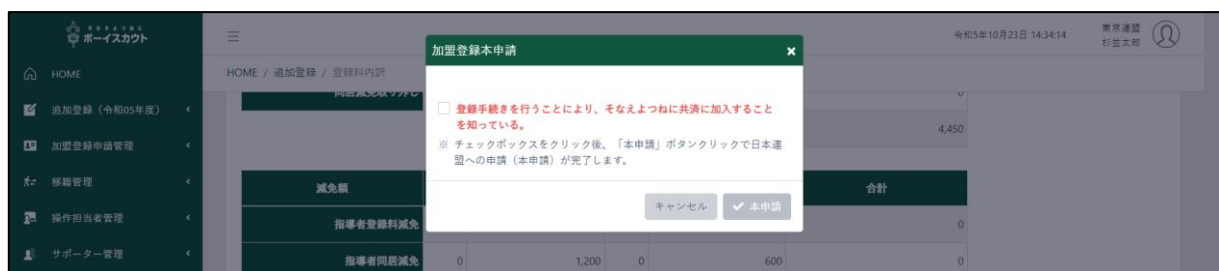 そなえよつねに
ボーイスカウト
令和5年10月23日 14:34:14
東京連盟
杉並太郎
HOME
追加登録（令和05年度）
加盟登録申請管理
移籍管理
操作担当者管理
サポーター管理
HOME / 追加登録 / 登録料内訳
0
4,450
加盟登録本申請
×
登録手続きを行うことにより、そなえよつねに共済に加入すること
を知っている。
※ チェックボックスをクリック後、「本申請」ボタンクリックで日本連
盟への申請（本申請）が完了します。
キャンセル ✔ 本申請
減免額 合計
指導者登録料減免 0
指導者同居減免 0 1,200 0 600 0